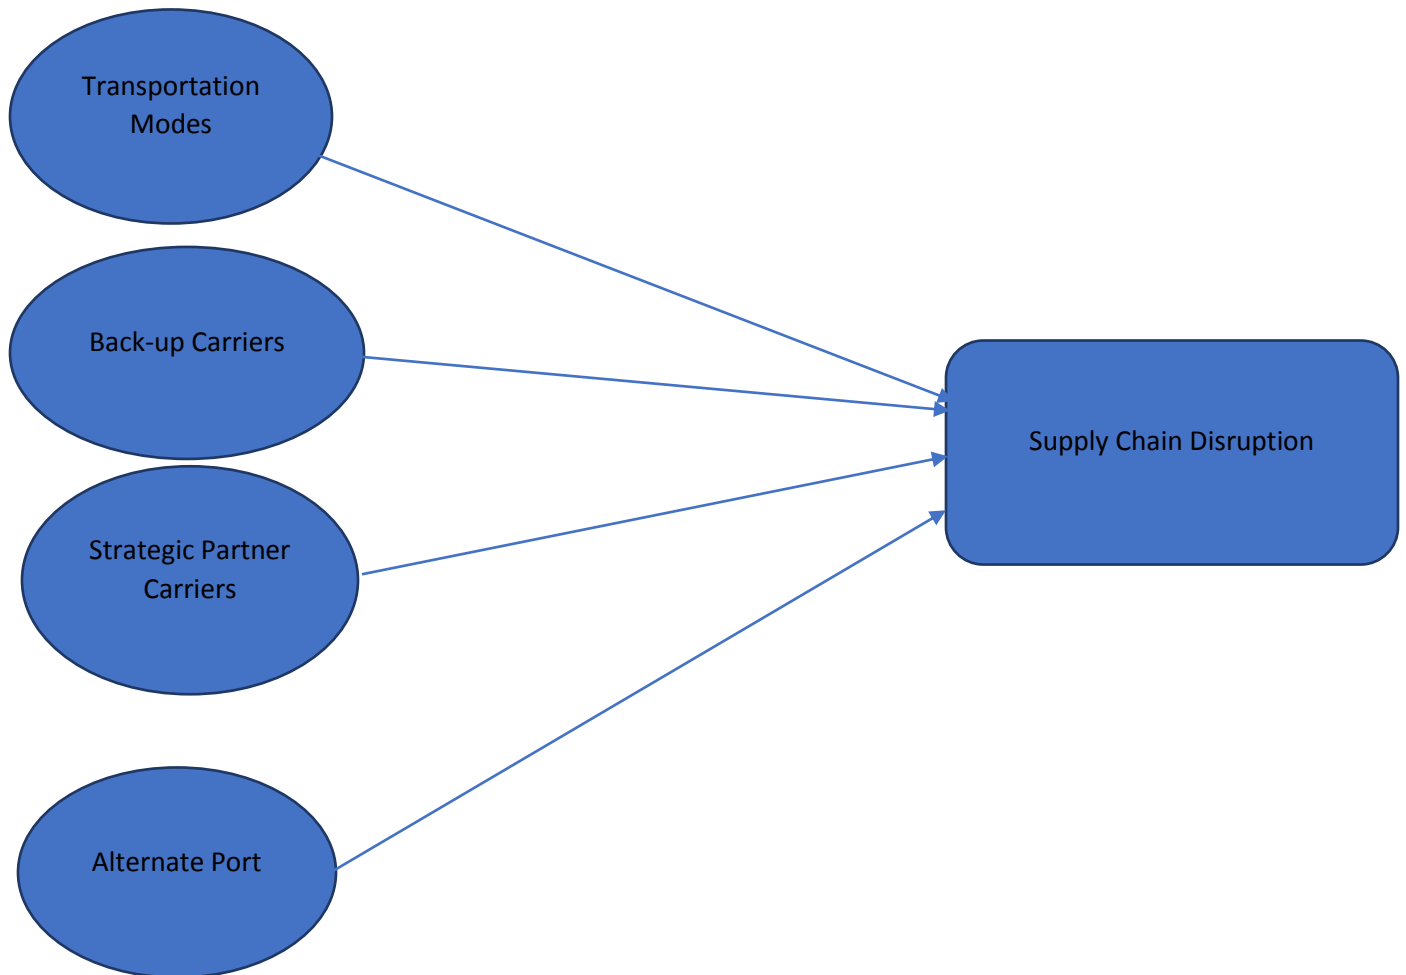 Transportation
Modes
Back-up Carriers
Supply Chain Disruption
Strategic Partner
Carriers
Alternate Port